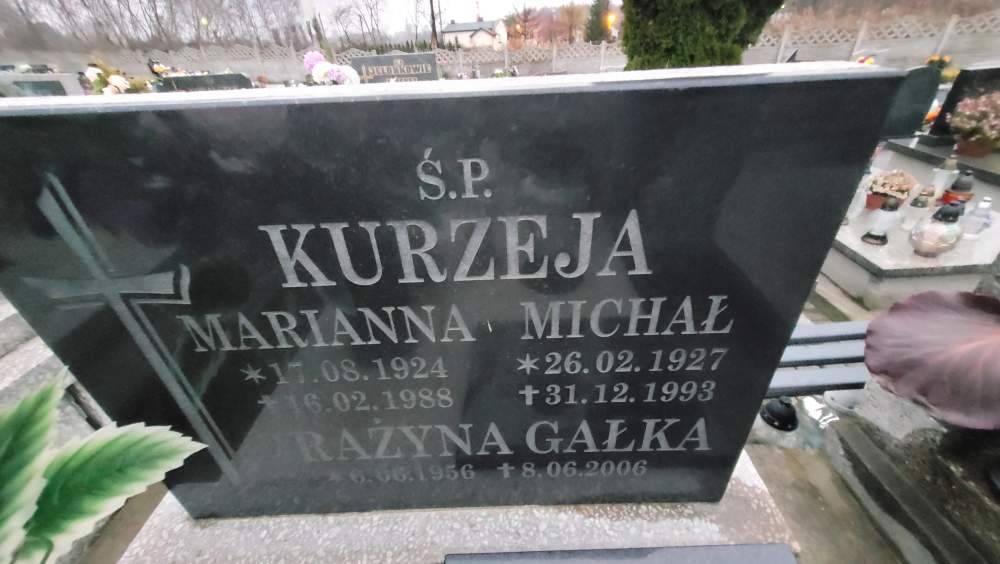 Ś.P.
KURZEJA
MARIANNA MICHAŁ
*17.08.1924 *26.02.1927
✝16.02.1988 ✝31.12.1993
GRAŻYNA GAŁKA
*6.06.1956 ✝8.06.2006